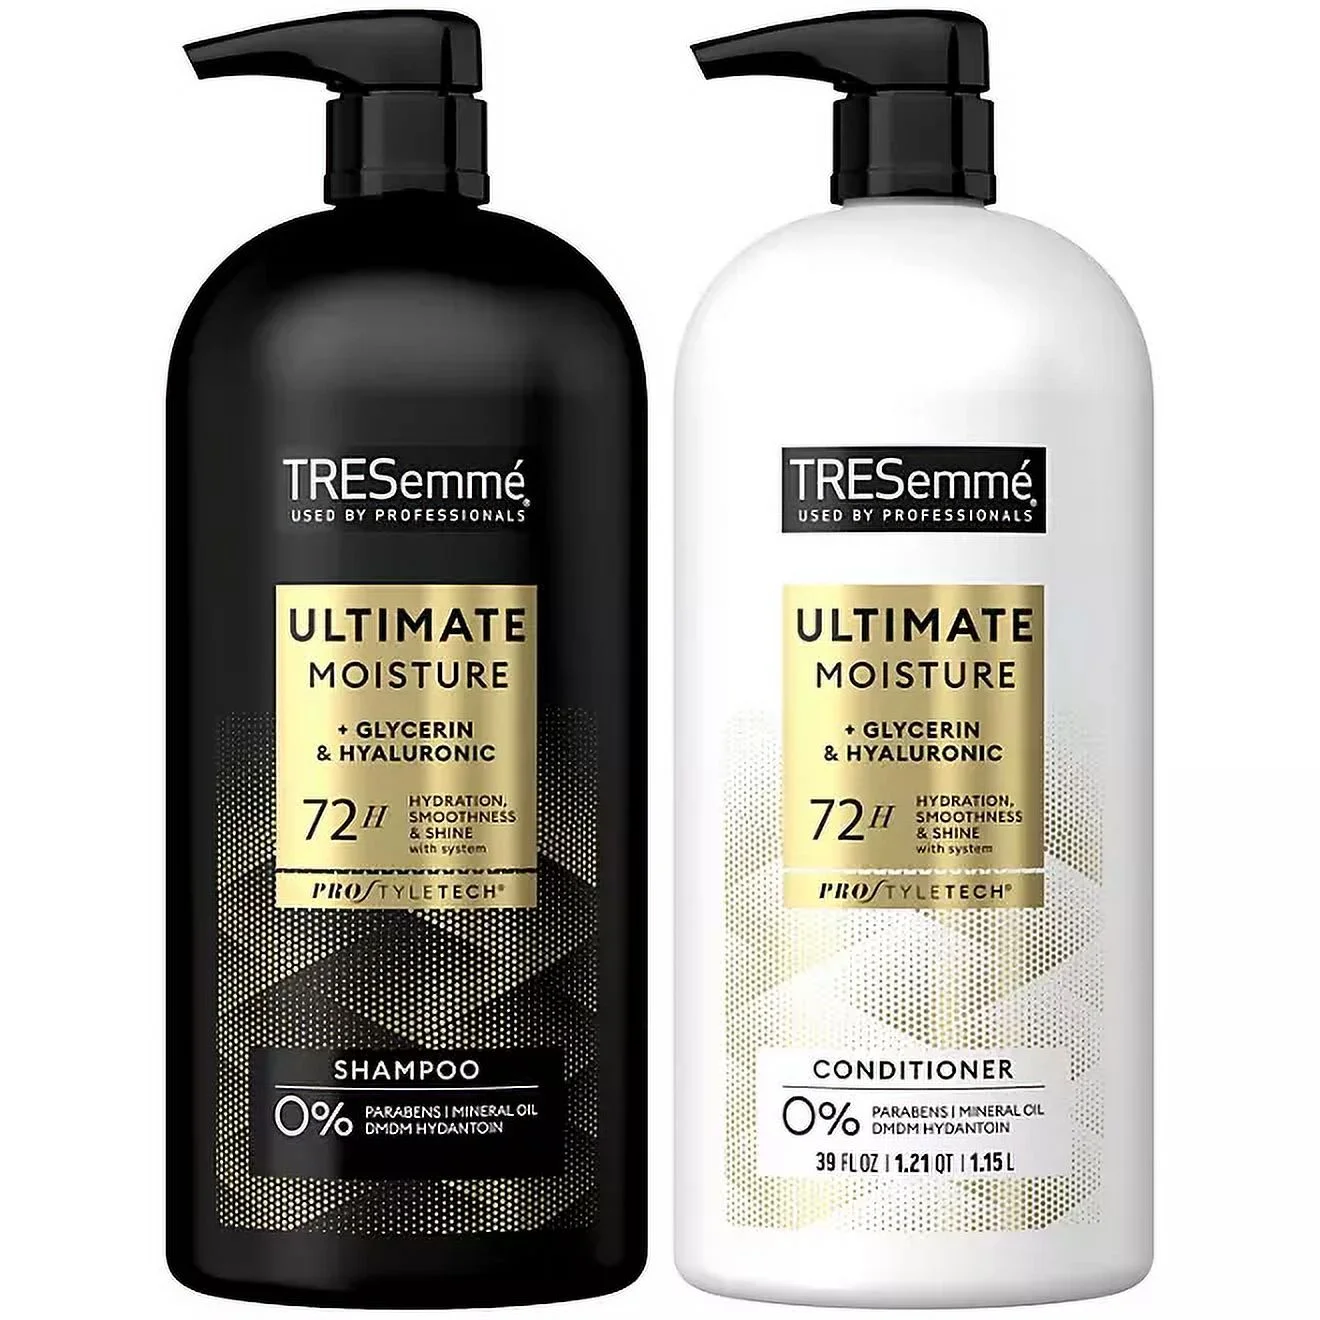 TRESemmé®
USED BY PROFESSIONALS
ULTIMATE
MOISTURE
+ GLYCERIN
& HYALURONIC
72H
HYDRATION,
SMOOTHNESS
& SHINE
with system
PROSTYLETECH®
SHAMPOO
0%
PARABENS | MINERAL OIL
DMDM HYDANTOIN
TRESemmé®
USED BY PROFESSIONALS
ULTIMATE
MOISTURE
+ GLYCERIN
& HYALURONIC
72H
HYDRATION,
SMOOTHNESS
& SHINE
with system
PROSTYLETECH®
CONDITIONER
0%
PARABENS | MINERAL OIL
DMDM HYDANTOIN
39 FL OZ | 1.21 QT | 1.15 L